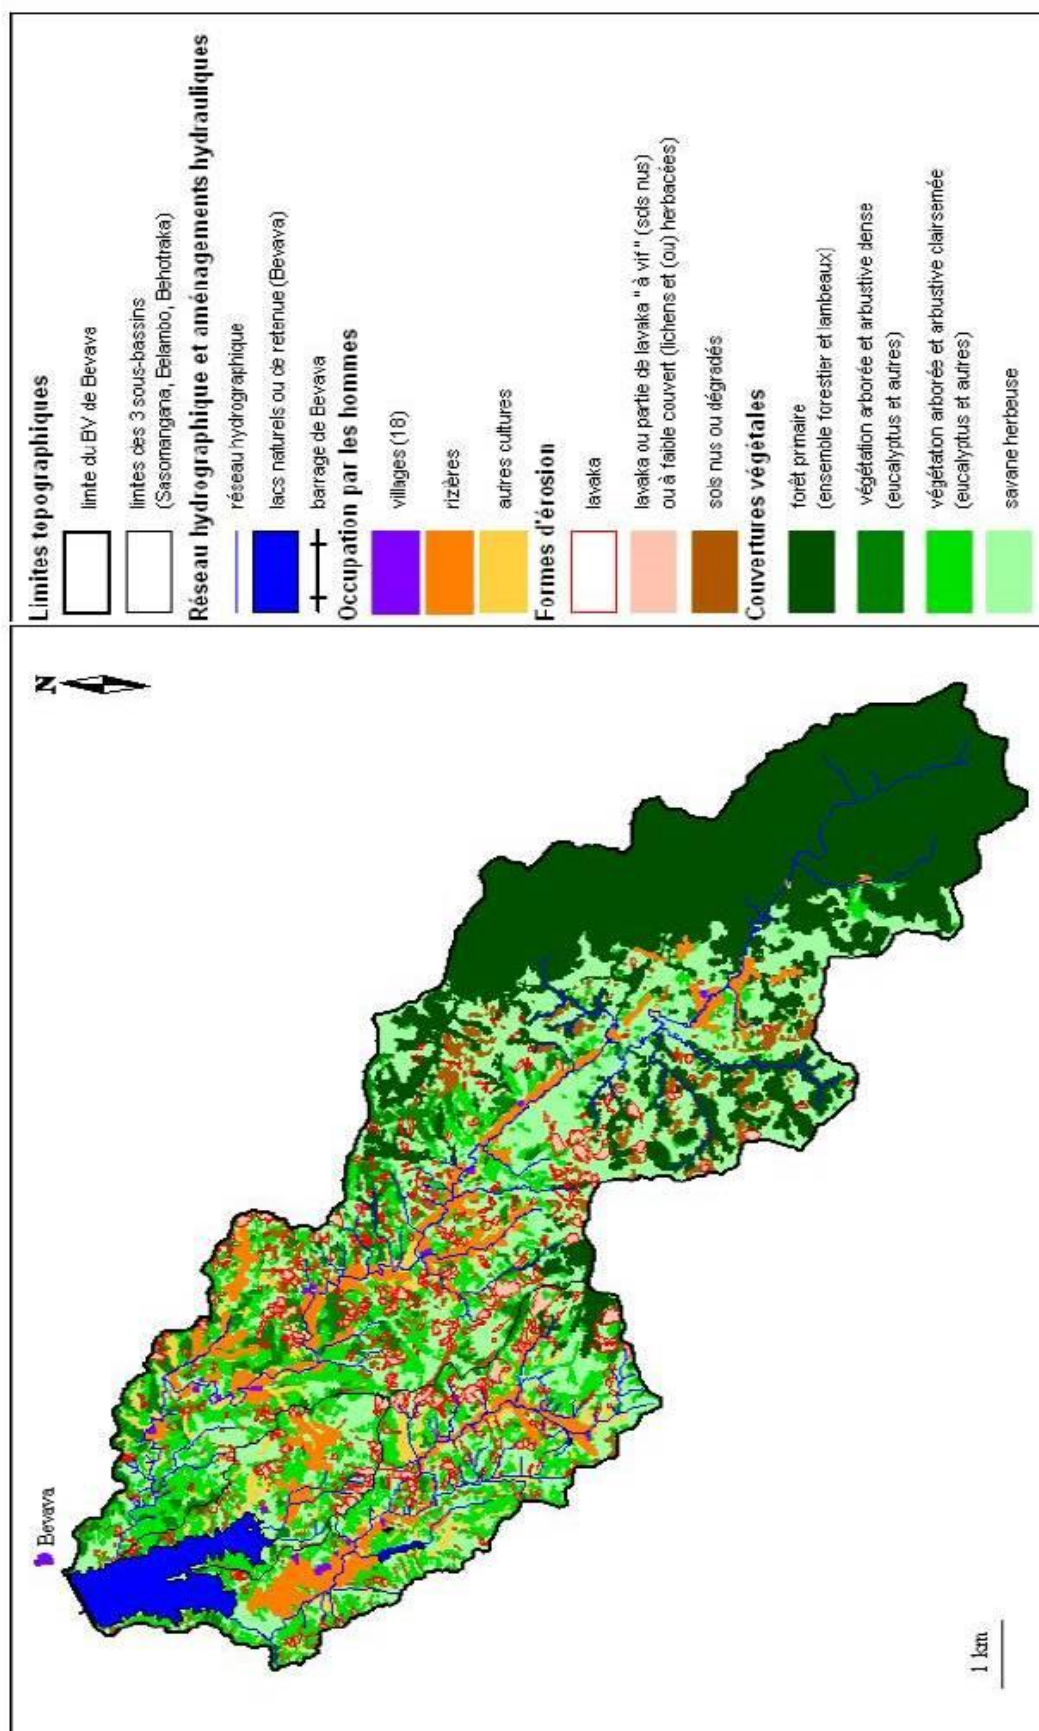 Limites topographiques
limite du BV de Bevava
limites des 3 sous-bassins
(Sasomangana, Belambo, Behotraka)
Réseau hydrographique et aménagements hydrauliques
réseau hydrographique
lacs naturels ou de retenue (Bevava)
barrage de Bevava
Occupation par les hommes
villages (18)
rizières
autres cultures
Formes d'érosion
lavaka
lavaka ou partie de lavaka " à vif " (sols nus)
ou à faible couvert (lichens et (ou) herbacées)
sols nus ou dégradés
Couvertures végétales
forêt primaire
(ensemble forestier et lambeaux)
végétation arborée et arbustive dense
(eucalyptus et autres)
végétation arborée et arbustive clairsemée
(eucalyptus et autres)
savane herbeuse
N
Bevava
1 km